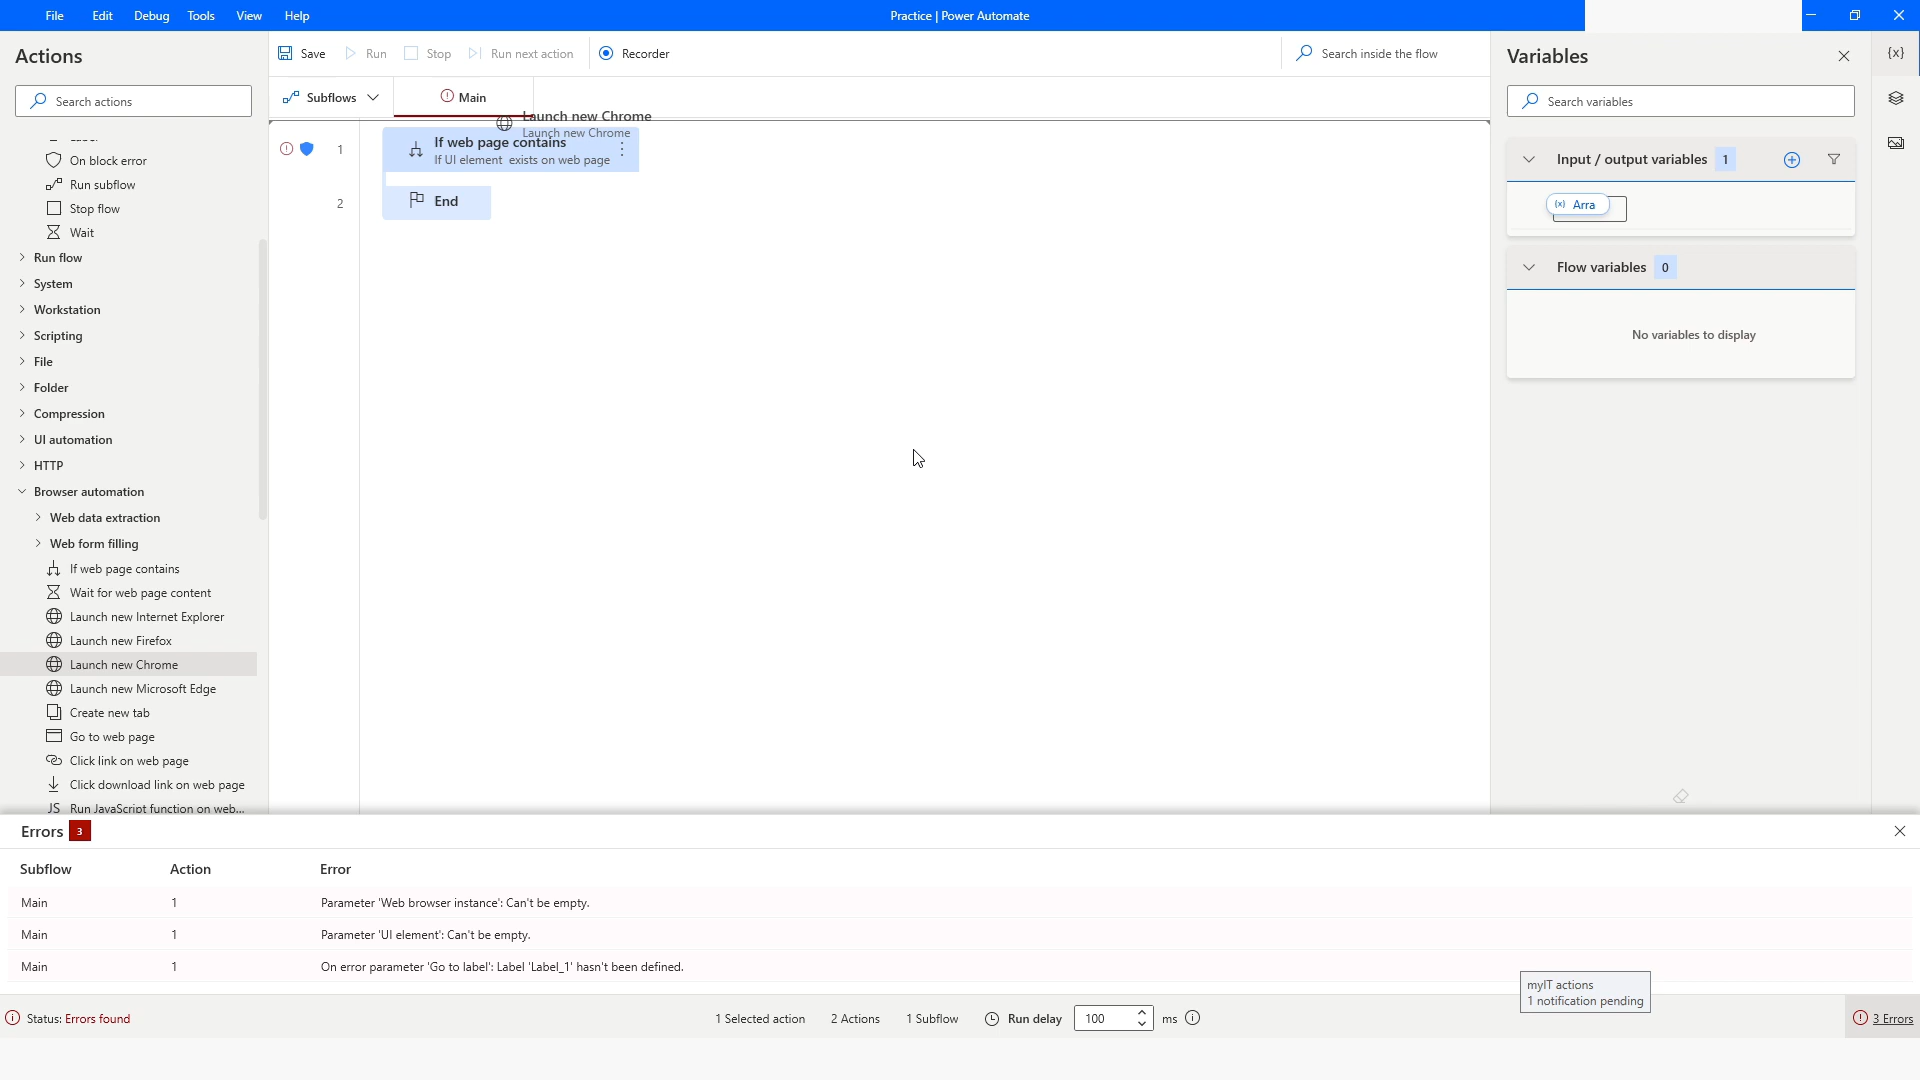 File Edit Debug Tools View Help
Practice | Power Automate
Actions
Save Run Stop Run next action Recorder
Search inside the flow
Variables
{x}
Search actions
Subflows
Main
Search variables
Launch new Chrome
Launch new Chrome
1
If web page contains
If UI element exists on web page
2
End
Input / output variables 1
(x) Arra
Flow variables 0
No variables to display
On block error
Run subflow
Stop flow
Wait
Run flow
System
Workstation
Scripting
File
Folder
Compression
UI automation
HTTP
Browser automation
Web data extraction
Web form filling
If web page contains
Wait for web page content
Launch new Internet Explorer
Launch new Firefox
Launch new Chrome
Launch new Microsoft Edge
Create new tab
Go to web page
Click link on web page
Click download link on web page
JS Run JavaScript function on web...
Errors 3
Subflow Action Error
Main 1 Parameter 'Web browser instance': Can't be empty.
Main 1 Parameter 'UI element': Can't be empty.
Main 1 On error parameter 'Go to label': Label 'Label_1' hasn't been defined.
myIT actions
1 notification pending
Status: Errors found
1 Selected action 2 Actions 1 Subflow Run delay 100 ms
3 Errors